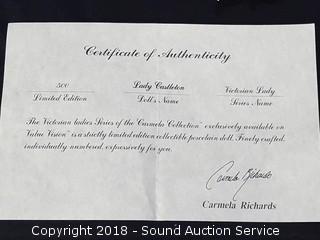 Certificate of Authenticity
500 Lady Castleton Victorian Lady
Limited Edition Doll's Name Series Name
The Victorian ladies Series of the "Carmela Collection" exclusively available on
Value Vision" is a strictly limited edition collectible porcelain doll. Finely crafted,
individually numbered, expressively for you.
Carmela Richards
Carmela Richards
Copyright 2018 - Sound Auction Service